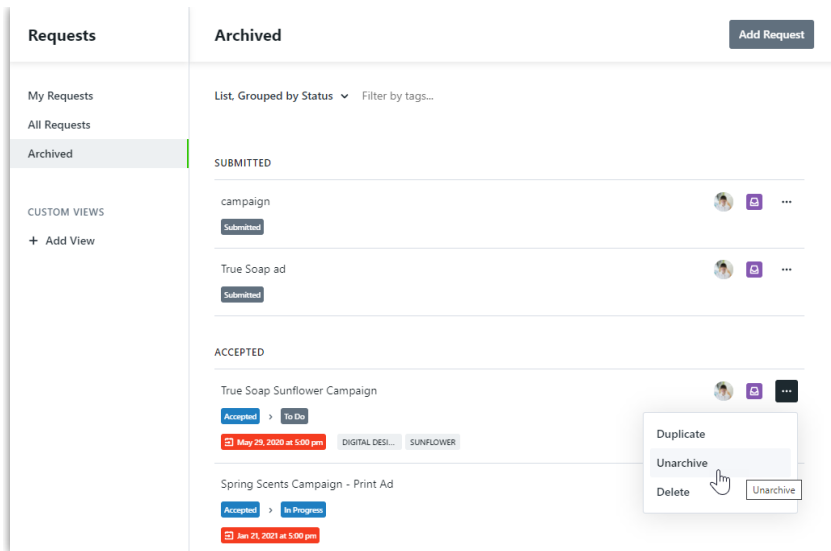 Requests
Archived
Add Request
My Requests
All Requests
Archived
CUSTOM VIEWS
+ Add View
List, Grouped by Status
Filter by tags...
SUBMITTED
campaign
Submitted
True Soap ad
Submitted
ACCEPTED
True Soap Sunflower Campaign
Accepted > To Do
May 29, 2020 at 5:00 pm DIGITAL DESI... SUNFLOWER
Duplicate
Unarchive
Delete
Unarchive
Spring Scents Campaign - Print Ad
Accepted > In Progress
Jan 21, 2021 at 5:00 pm